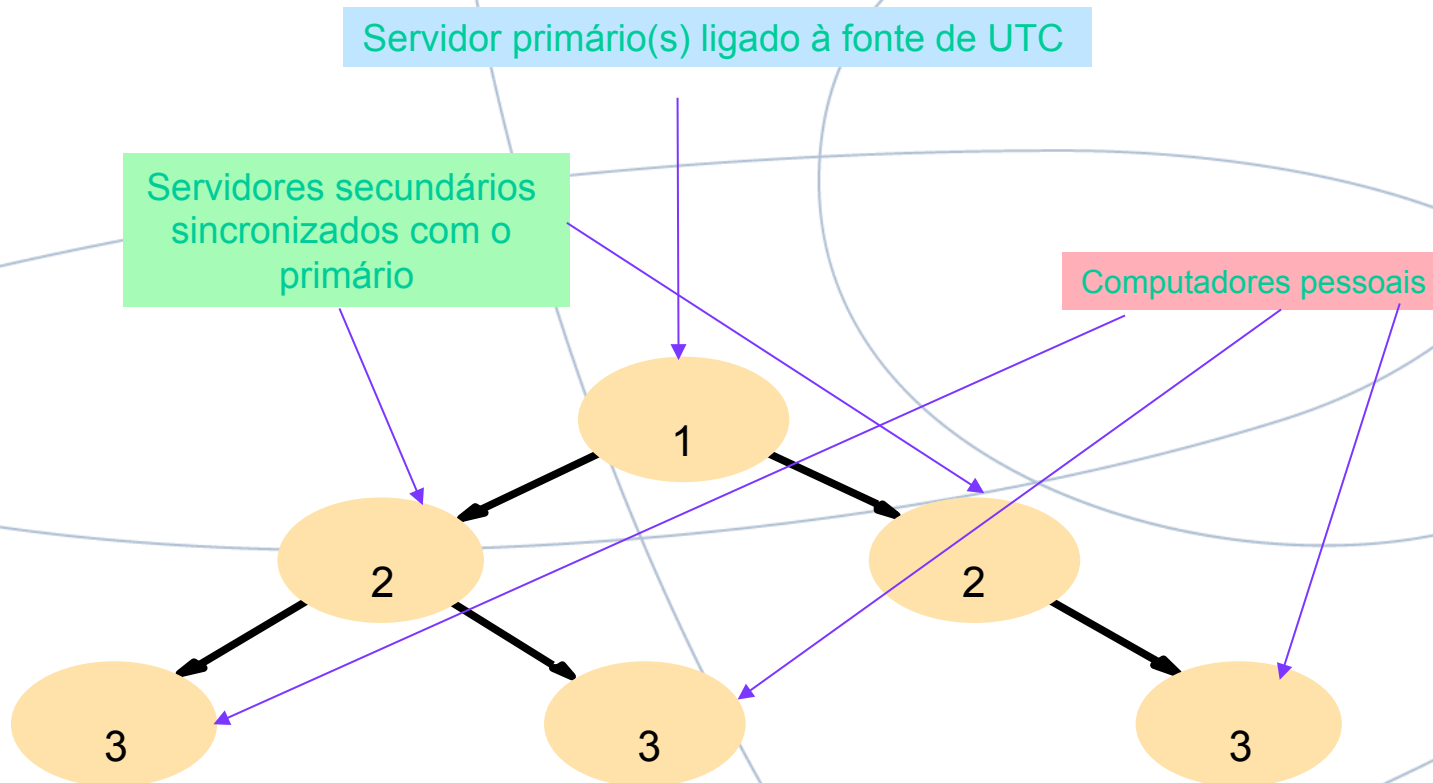 Servidor primário(s) ligado à fonte de UTC
Servidores secundários
sincronizados com o
primário
Computadores pessoais
1
2
2
3
3
3